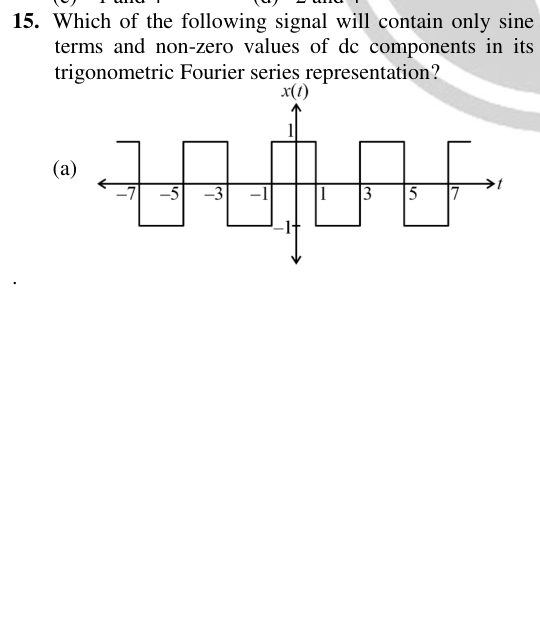 15. Which of the following signal will contain only sine
terms and non-zero values of dc components in its
trigonometric Fourier series representation?
x(t)
1
(a)
–7 –5 –3 –1 1 3 5 7 t
–1
.